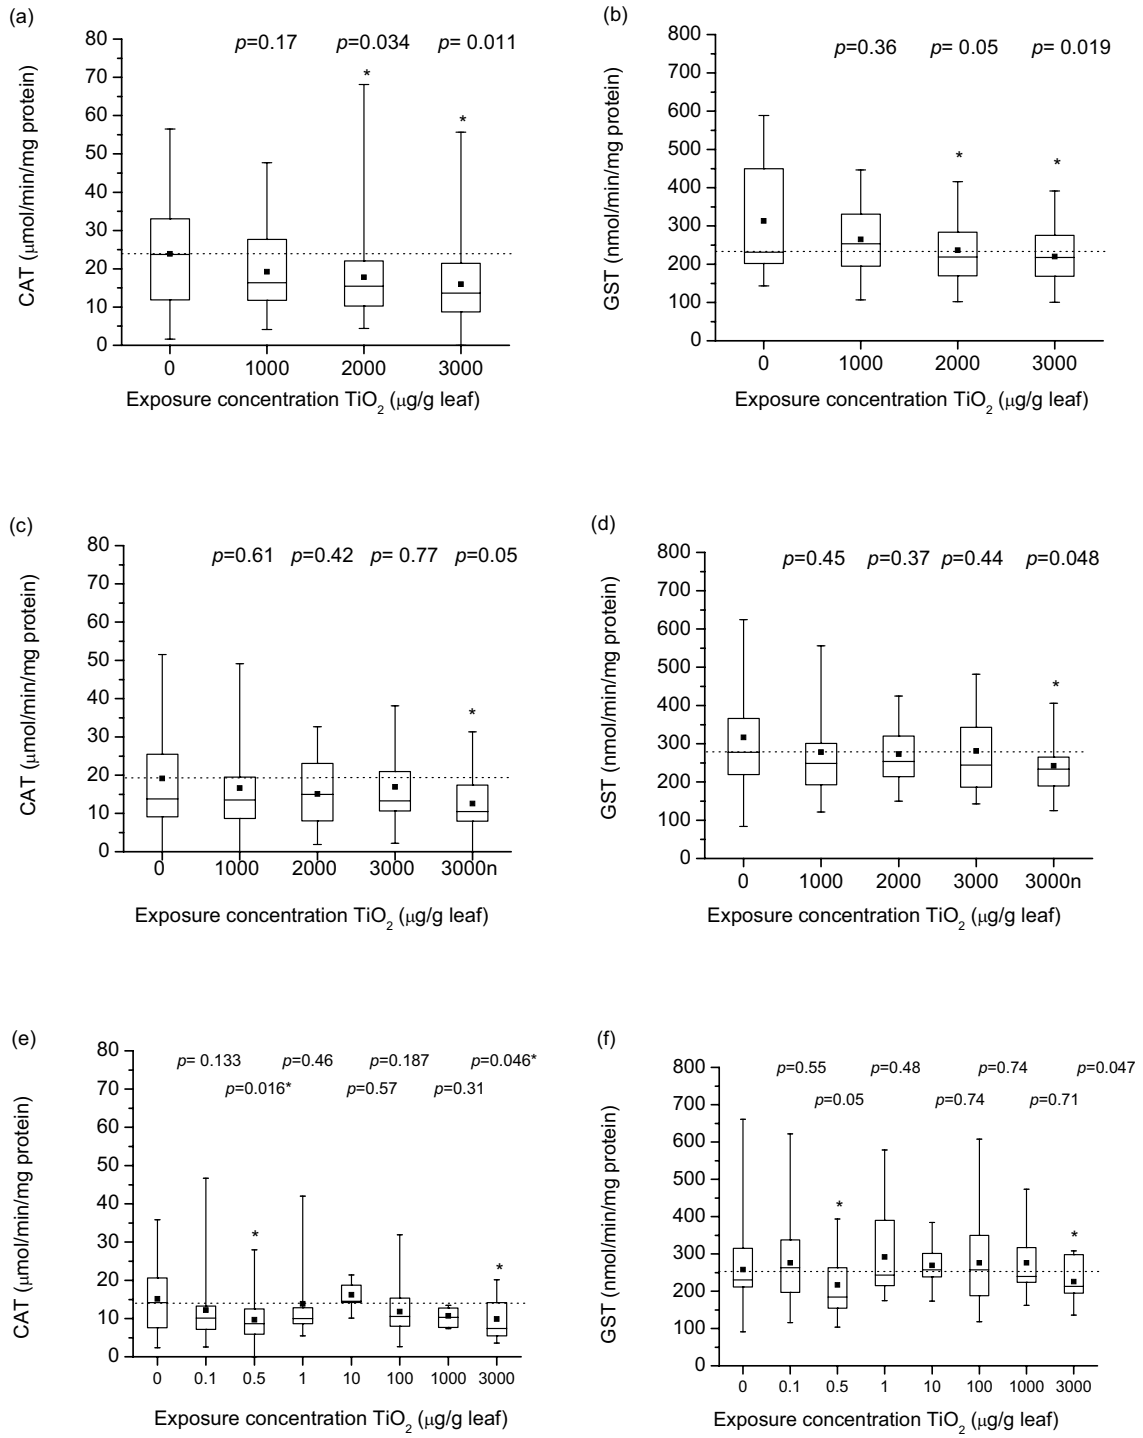 (a)
p=0.17 p=0.034 p= 0.011
80
70
60
50
40
30
20
10
0
* *
CAT (μmol/min/mg protein)
0 1000 2000 3000
Exposure concentration TiO2 (μg/g leaf)
(b)
p=0.36 p= 0.05 p= 0.019
800
700
600
500
400
300
200
100
0
* *
GST (nmol/min/mg protein)
0 1000 2000 3000
Exposure concentration TiO2 (μg/g leaf)
(c)
p=0.61 p=0.42 p= 0.77 p=0.05
80
70
60
50
40
30
20
10
0
*
CAT (μmol/min/mg protein)
0 1000 2000 3000 3000n
Exposure concentration TiO2 (μg/g leaf)
(d)
p=0.45 p=0.37 p=0.44 p=0.048
800
700
600
500
400
300
200
100
0
*
GST (nmol/min/mg protein)
0 1000 2000 3000 3000n
Exposure concentration TiO2 (μg/g leaf)
(e)
p= 0.133 p=0.46 p=0.187 p=0.046*
p=0.016* p=0.57 p=0.31
80
70
60
50
40
30
20
10
0
* *
CAT (μmol/min/mg protein)
0 0.1 0.5 1 10 100 1000 3000
Exposure concentration TiO2 (μg/g leaf)
(f)
p=0.55 p=0.48 p=0.74 p=0.047
p=0.05 p=0.74 p=0.71
800
700
600
500
400
300
200
100
0
* *
GST (nmol/min/mg protein)
0 0.1 0.5 1 10 100 1000 3000
Exposure concentration TiO2 (μg/g leaf)